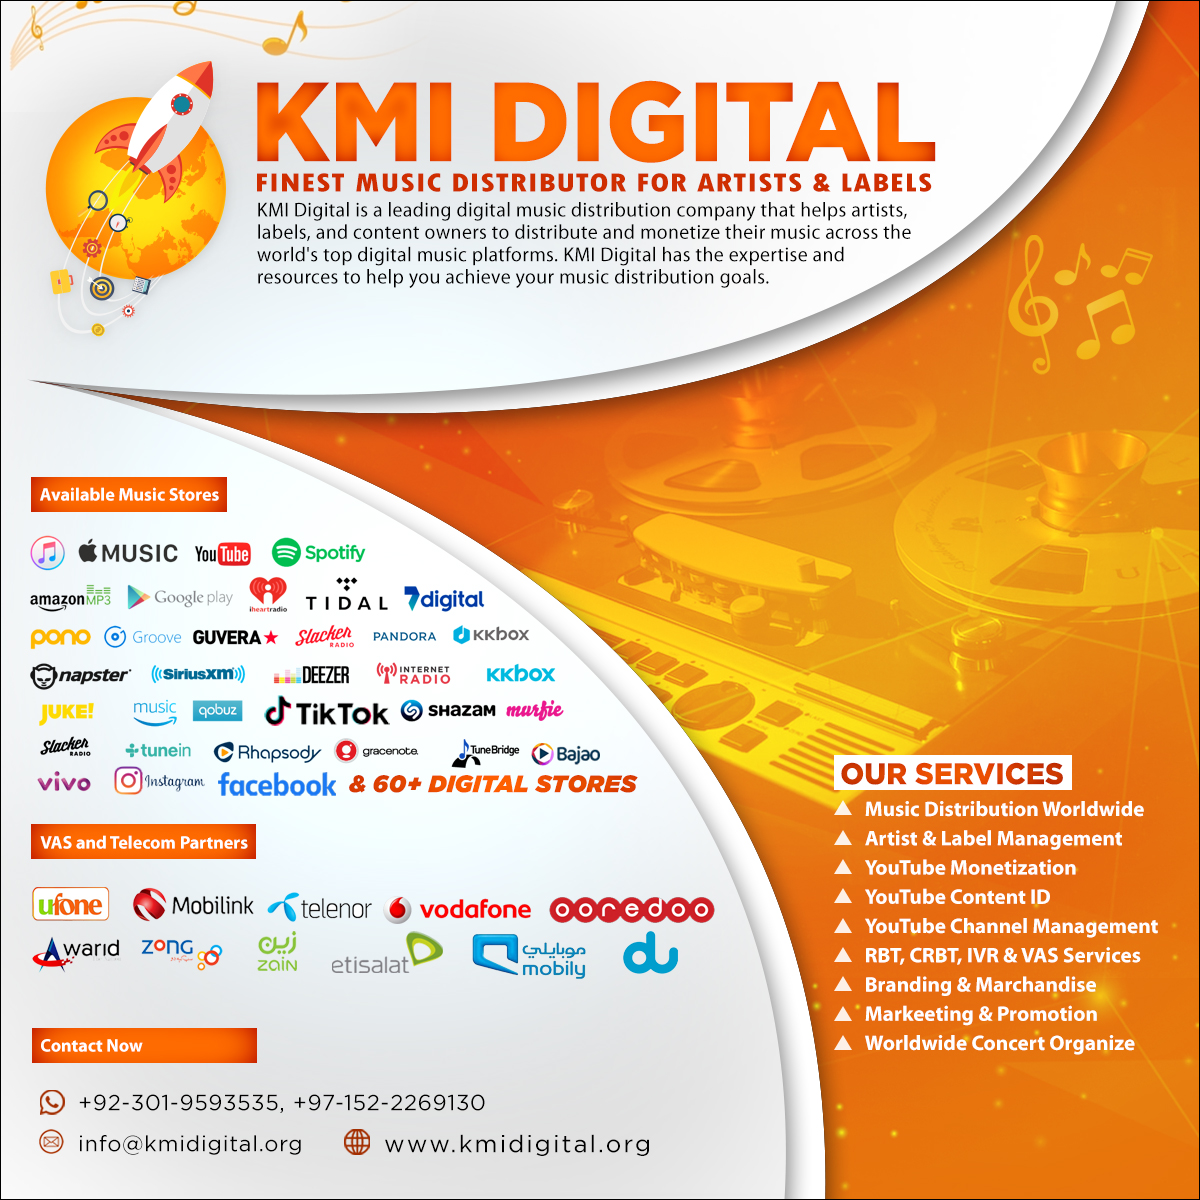 KMI DIGITAL
FINEST MUSIC DISTRIBUTOR FOR ARTISTS & LABELS
KMI Digital is a leading digital music distribution company that helps artists,
labels, and content owners to distribute and monetize their music across the
world's top digital music platforms. KMI Digital has the expertise and
resources to help you achieve your music distribution goals.
Available Music Stores
MUSIC YouTube Spotify
amazonMP3 Google play iheartradio TIDAL 7digital
pono Groove GUVERA Slacker RADIO PANDORA KKBOX
napster SiriusXM DEEZER INTERNET RADIO KKBOX
JUKE! music qobuz TikTok SHAZAM murfie
Slacker RADIO tunein Rhapsody gracenote. TuneBridge Bajao
vivo Instagram facebook & 60+ DIGITAL STORES
VAS and Telecom Partners
ufone Mobilink telenor vodafone ooredoo
warid ZONG زين ZAIN etisalat موبايلي mobily du
Contact Now
+92-301-9593535, +97-152-2269130
info@kmidigital.org www.kmidigital.org
OUR SERVICES
Music Distribution Worldwide
Artist & Label Management
YouTube Monetization
YouTube Content ID
YouTube Channel Management
RBT, CRBT, IVR & VAS Services
Branding & Marchandise
Markeeting & Promotion
Worldwide Concert Organize